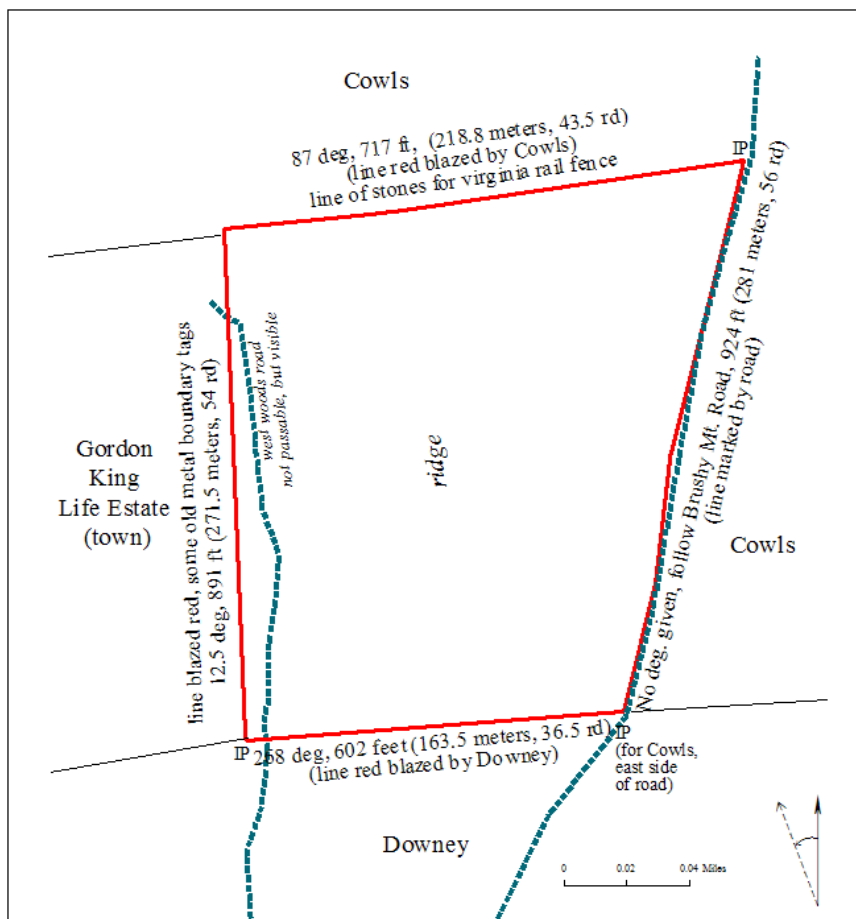 Cowls
87 deg, 717 ft, (218.8 meters, 43.5 rd)
(line red blazed by Cowls)
line of stones for virginia rail fence
IP
No deg. given, follow Brushy Mt. Road, 924 ft (281 meters, 56 rd)
(line marked by road)
west woods road
not passable, but visible
line blazed red, some old metal boundary tags
12.5 deg, 891 ft (271.5 meters, 54 rd)
Gordon
King
Life Estate
(town)
ridge
Cowls
IP
258 deg, 602 feet (163.5 meters, 36.5 rd)
(line red blazed by Downey)
IP
(for Cowls,
east side
of road)
Downey
0 0.02 0.04 Miles